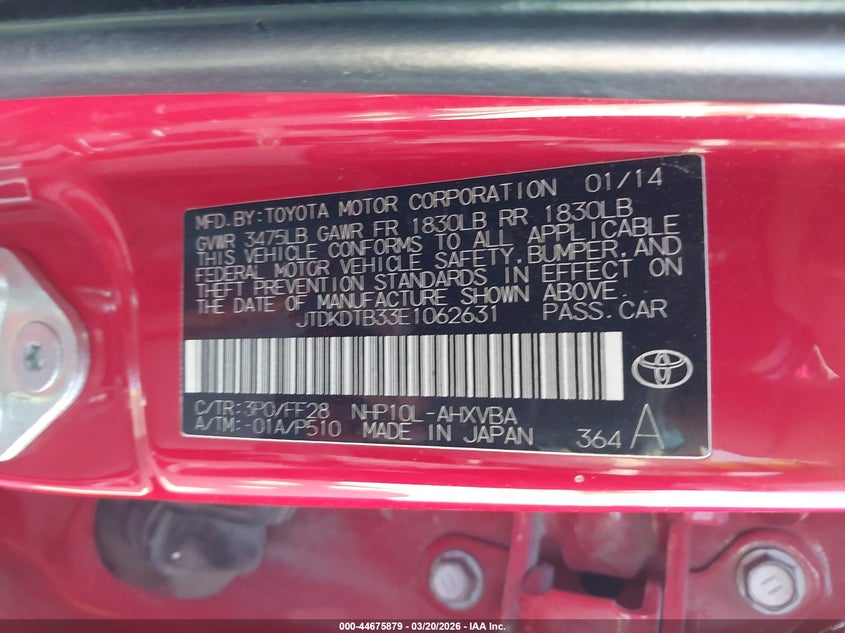 MFD.BY:TOYOTA MOTOR CORPORATION 01/14
GVWR 3475LB GAWR FR 1830LB RR 1830LB
THIS VEHICLE CONFORMS TO ALL APPLICABLE
FEDERAL MOTOR VEHICLE SAFETY,BUMPER,AND
THEFT PREVENTION STANDARDS IN EFFECT ON
THE DATE OF MANUFACTURE SHOWN ABOVE.
JTDKDTB33E1062631 PASS.CAR
C/TR:3P0/FF28 NHP10L-AHXVBA
A/TM:-01A/P510 MADE IN JAPAN 364 A
000-44675879 | 03/20/2026 | IAA Inc.